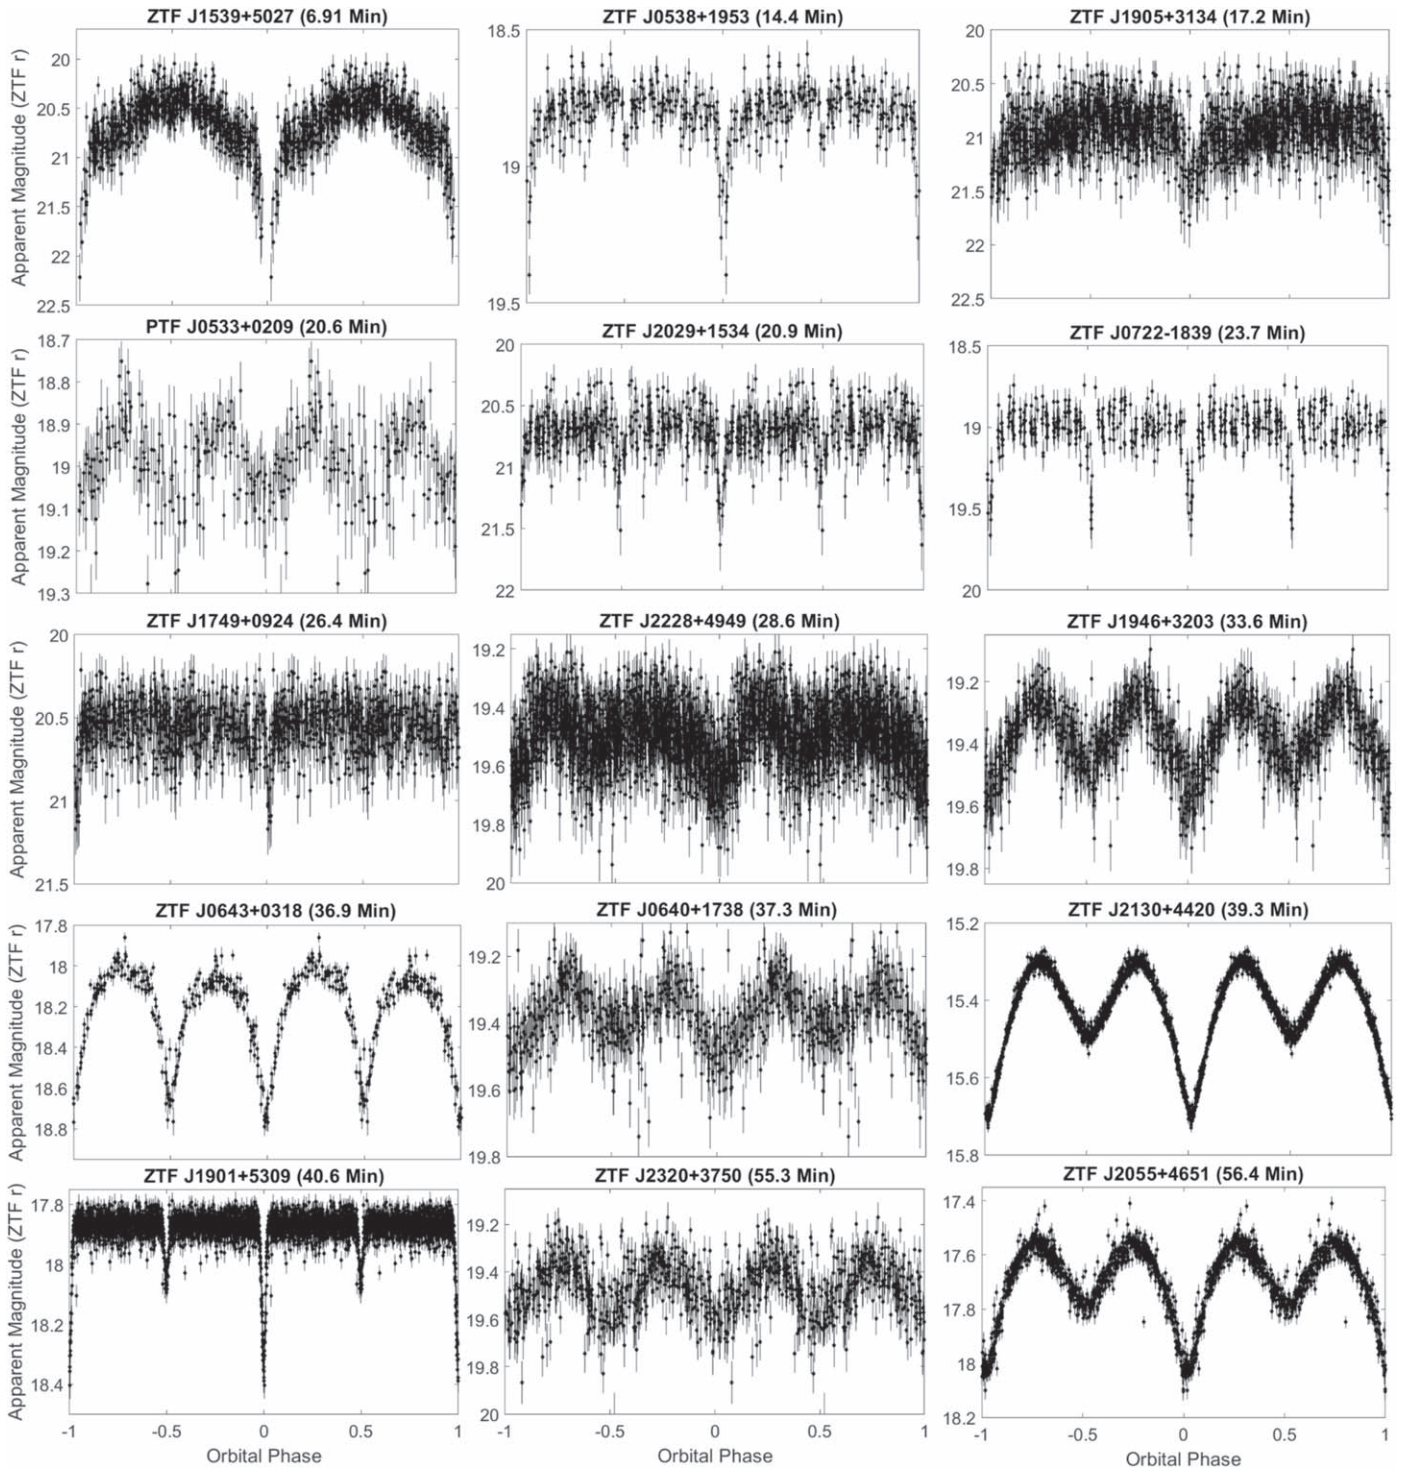 ZTF J1539+5027 (6.91 Min)
ZTF J0538+1953 (14.4 Min)
ZTF J1905+3134 (17.2 Min)
Apparent Magnitude (ZTF r)
20
20.5
21
21.5
22
22.5
18.5
19
19.5
20
20.5
21
21.5
22
22.5
PTF J0533+0209 (20.6 Min)
ZTF J2029+1534 (20.9 Min)
ZTF J0722-1839 (23.7 Min)
Apparent Magnitude (ZTF r)
18.7
18.8
18.9
19
19.1
19.2
19.3
20
20.5
21
21.5
22
18.5
19
19.5
20
ZTF J1749+0924 (26.4 Min)
ZTF J2228+4949 (28.6 Min)
ZTF J1946+3203 (33.6 Min)
Apparent Magnitude (ZTF r)
20
20.5
21
21.5
19.2
19.4
19.6
19.8
20
19.2
19.4
19.6
19.8
ZTF J0643+0318 (36.9 Min)
ZTF J0640+1738 (37.3 Min)
ZTF J2130+4420 (39.3 Min)
Apparent Magnitude (ZTF r)
17.8
18
18.2
18.4
18.6
18.8
19.2
19.4
19.6
19.8
15.2
15.4
15.6
15.8
ZTF J1901+5309 (40.6 Min)
ZTF J2320+3750 (55.3 Min)
ZTF J2055+4651 (56.4 Min)
Apparent Magnitude (ZTF r)
17.8
18
18.2
18.4
19.2
19.4
19.6
19.8
20
17.4
17.6
17.8
18
18.2
-1 -0.5 0 0.5 1
-1 -0.5 0 0.5 1
-1 -0.5 0 0.5 1
Orbital Phase
Orbital Phase
Orbital Phase